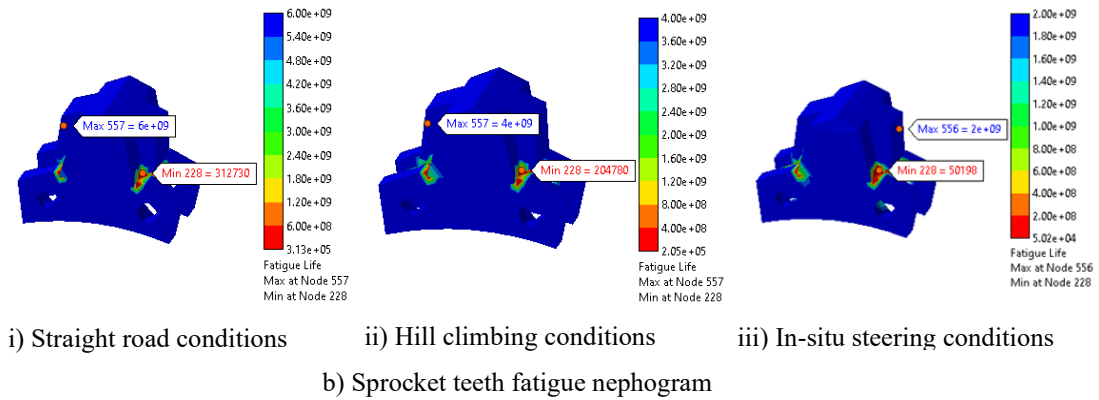 6.00e+09
5.40e+09
4.80e+09
4.20e+09
3.60e+09
3.00e+09
2.40e+09
1.80e+09
1.20e+09
6.00e+08
3.13e+05
Max 557 = 6e+09
Min 228 = 312730
Fatigue Life
Max at Node 557
Min at Node 228
4.00e+09
3.60e+09
3.20e+09
2.80e+09
2.40e+09
2.00e+09
1.60e+09
1.20e+09
8.00e+08
4.00e+08
2.05e+05
Max 557 = 4e+09
Min 228 = 204780
Fatigue Life
Max at Node 557
Min at Node 228
2.00e+09
1.80e+09
1.60e+09
1.40e+09
1.20e+09
1.00e+09
8.00e+08
6.00e+08
4.00e+08
2.00e+08
5.02e+04
Max 556 = 2e+09
Min 228 = 50198
Fatigue Life
Max at Node 556
Min at Node 228
i) Straight road conditions
ii) Hill climbing conditions
iii) In-situ steering conditions
b) Sprocket teeth fatigue nephogram